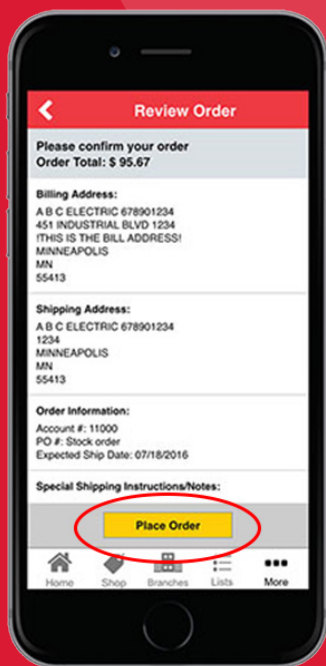 Review Order
Please confirm your order
Order Total: $ 95.67
Billing Address:
A B C ELECTRIC 678901234
451 INDUSTRIAL BLVD 1234
!THIS IS THE BILL ADDRESS!
MINNEAPOLIS
MN
55413
Shipping Address:
A B C ELECTRIC 678901234
1234
MINNEAPOLIS
MN
55413
Order Information:
Account #: 11000
PO #: Stock order
Expected Ship Date: 07/18/2016
Special Shipping Instructions/Notes:
Place Order
Home Shop Branches Lists More